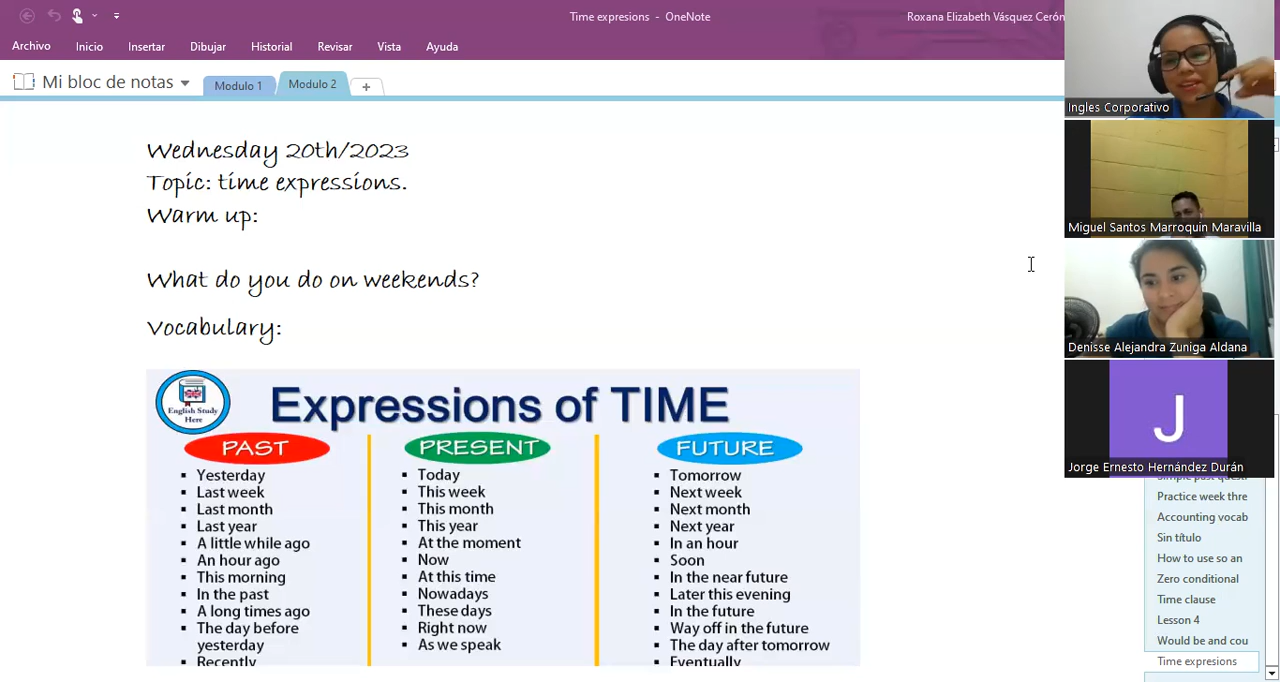 Time expresions - OneNote
Roxana Elizabeth Vásquez Cerón
Archivo Inicio Insertar Dibujar Historial Revisar Vista Ayuda
Mi bloc de notas Modulo 1 Modulo 2 +
Ingles Corporativo
Miguel Santos Marroquin Maravilla
Denisse Alejandra Zuniga Aldana
J
Jorge Ernesto Hernández Durán
Wednesday 20th/2023
Topic: time expressions.
Warm up:
What do you do on weekends?
Vocabulary:
English Study
Here
Expressions of TIME
PAST
Yesterday
Last week
Last month
Last year
A little while ago
An hour ago
This morning
In the past
A long times ago
The day before
yesterday
Recently
PRESENT
Today
This week
This month
This year
At the moment
Now
At this time
Nowadays
These days
Right now
As we speak
FUTURE
Tomorrow
Next week
Next month
Next year
In an hour
Soon
In the near future
Later this evening
In the future
Way off in the future
The day after tomorrow
Eventually
Simple past questi
Practice week thre
Accounting vocab
Sin título
How to use so an
Zero conditional
Time clause
Lesson 4
Would be and cou
Time expresions